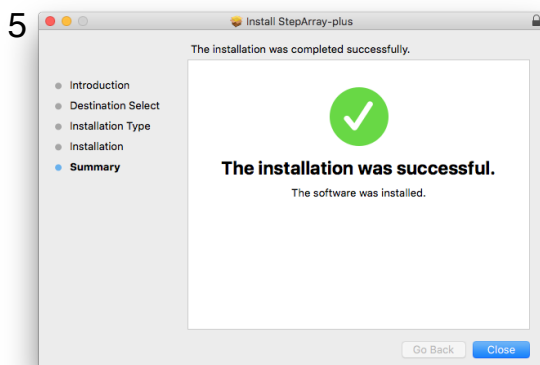 5
Install StepArray-plus
The installation was completed successfully.
Introduction
Destination Select
Installation Type
Installation
Summary
The installation was successful.
The software was installed.
Go Back
Close